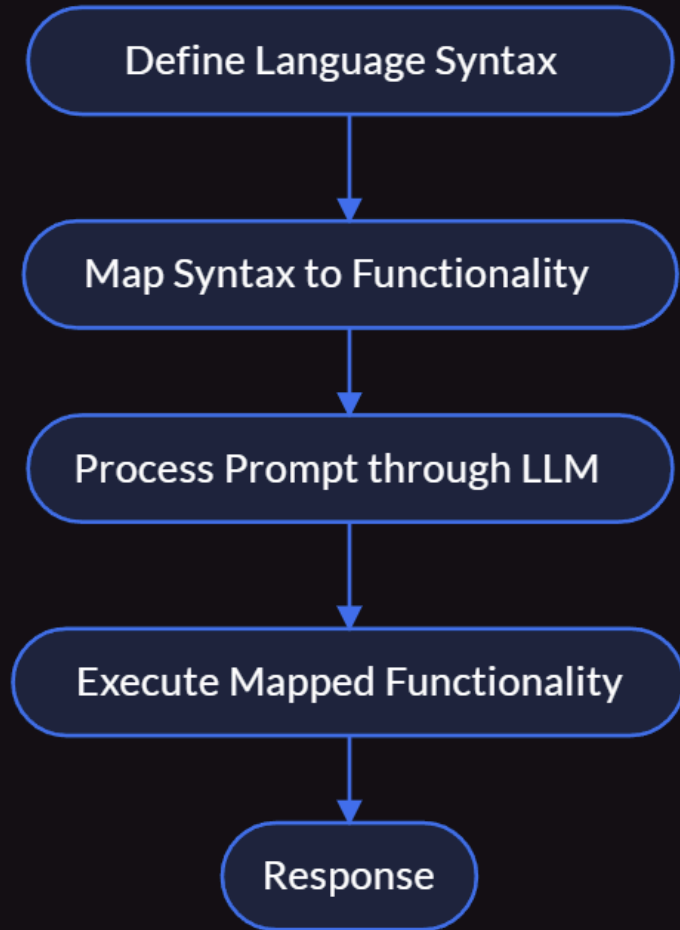 Define Language Syntax
Map Syntax to Functionality
Process Prompt through LLM
Execute Mapped Functionality
Response